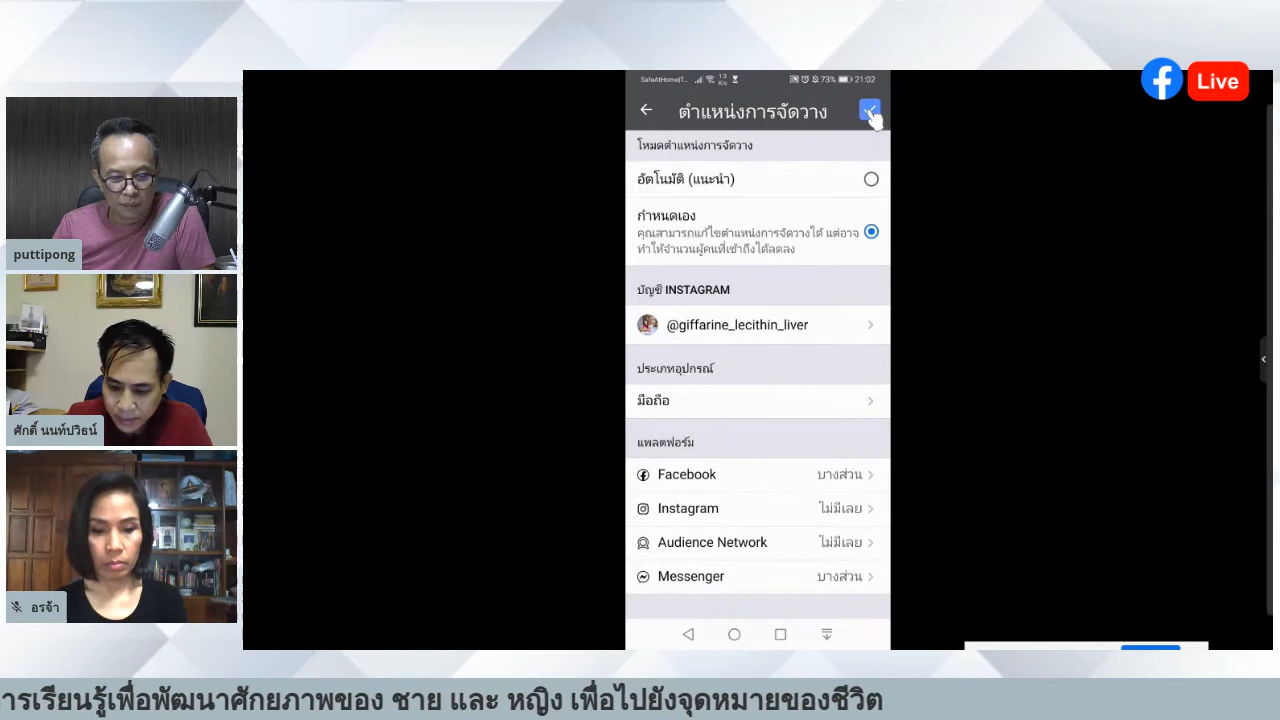 Live
puttipong
ศักดิ์ นนท์ปวิธน์
อรจ้า
SafeAtHome|T..
1.3
K/s
73%
21:02
ตำแหน่งการจัดวาง
โหมดตำแหน่งการจัดวาง
อัตโนมัติ (แนะนำ)
กำหนดเอง
คุณสามารถแก้ไขตำแหน่งการจัดวางได้ แต่อาจ
ทำให้จำนวนผู้คนที่เข้าถึงได้ลดลง
บัญชี INSTAGRAM
@giffarine_lecithin_liver
ประเภทอุปกรณ์
มือถือ
แพลตฟอร์ม
Facebook บางส่วน
Instagram ไม่มีเลย
Audience Network ไม่มีเลย
Messenger บางส่วน
การเรียนรู้เพื่อพัฒนาศักยภาพของ ชาย และ หญิง เพื่อไปยังจุดหมายของชีวิต